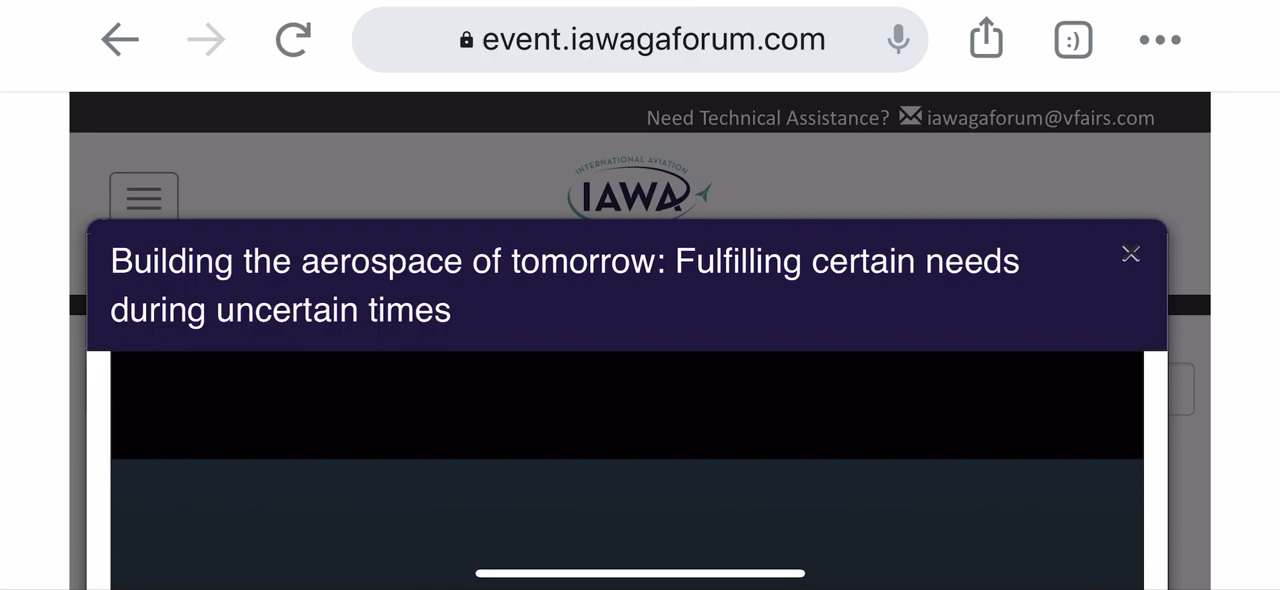 event.iawagaforum.com
:)
Need Technical Assistance? iawagaforum@vfairs.com
INTERNATIONAL AVIATION
IAWA
Building the aerospace of tomorrow: Fulfilling certain needs
during uncertain times